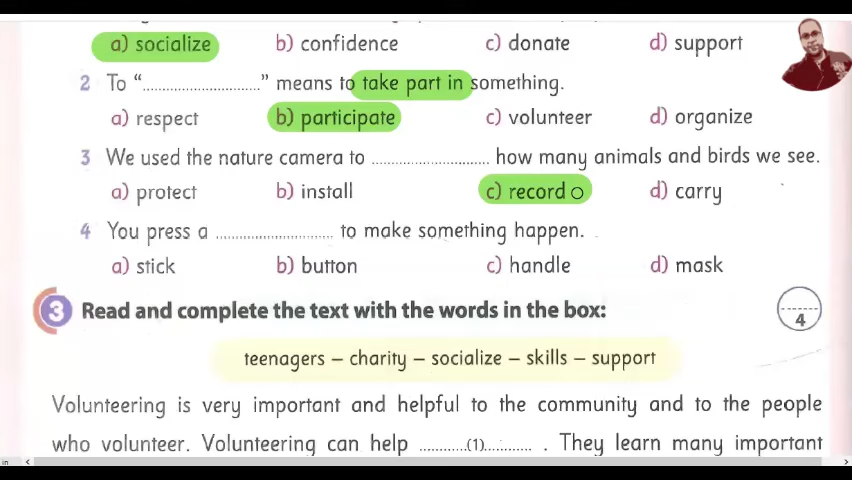 a) socialize b) confidence c) donate d) support
2 To “..............................” means to take part in something.
a) respect b) participate c) volunteer d) organize
3 We used the nature camera to .............................. how many animals and birds we see.
a) protect b) install c) record d) carry
4 You press a .............................. to make something happen.
a) stick b) button c) handle d) mask
3 Read and complete the text with the words in the box:
4
teenagers – charity – socialize – skills – support
Volunteering is very important and helpful to the community and to the people
who volunteer. Volunteering can help ............(1)............ . They learn many important
in